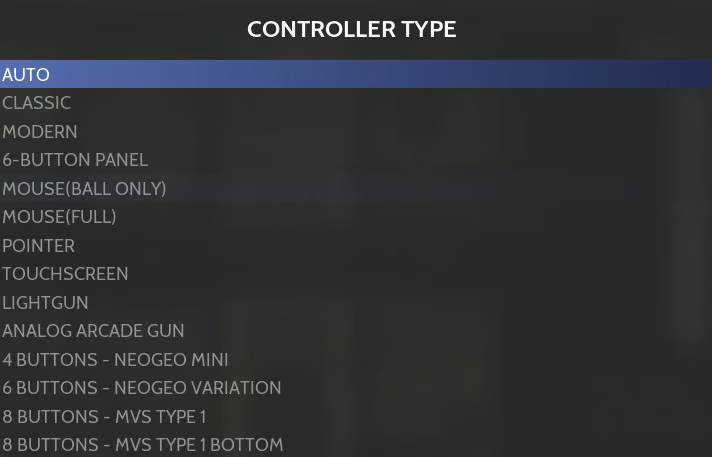 CONTROLLER TYPE
AUTO
CLASSIC
MODERN
6-BUTTON PANEL
MOUSE(BALL ONLY)
MOUSE(FULL)
POINTER
TOUCHSCREEN
LIGHTGUN
ANALOG ARCADE GUN
4 BUTTONS - NEOGEO MINI
6 BUTTONS - NEOGEO VARIATION
8 BUTTONS - MVS TYPE 1
8 BUTTONS - MVS TYPE 1 BOTTOM